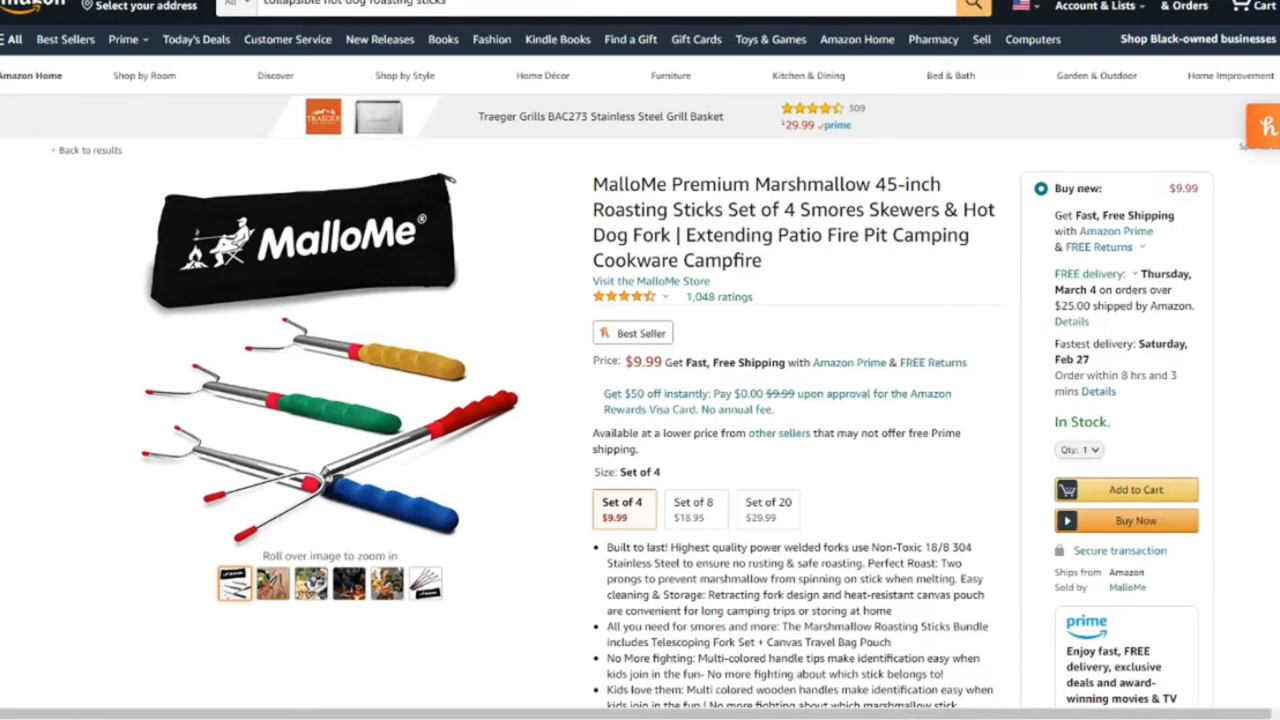 Select your address
All
collapsible hot dog roasting sticks
Account & Lists
& Orders
Cart
All Best Sellers Prime Today's Deals Customer Service New Releases Books Fashion Kindle Books Find a Gift Gift Cards Toys & Games Amazon Home Pharmacy Sell Computers Shop Black-owned businesses
Amazon Home Shop by Room Discover Shop by Style Home Décor Furniture Kitchen & Dining Bed & Bath Garden & Outdoor Home Improvement
TRAEGER
Traeger Grills BAC273 Stainless Steel Grill Basket
309
$29.99 prime
‹ Back to results
MalloMe®
Roll over image to zoom in
MalloMe Premium Marshmallow 45-inch
Roasting Sticks Set of 4 Smores Skewers & Hot
Dog Fork | Extending Patio Fire Pit Camping
Cookware Campfire
Visit the MalloMe Store
1,048 ratings
Best Seller
Price: $9.99 Get Fast, Free Shipping with Amazon Prime & FREE Returns
Get $50 off instantly: Pay $0.00 $9.99 upon approval for the Amazon
Rewards Visa Card. No annual fee.
Available at a lower price from other sellers that may not offer free Prime
shipping.
Size: Set of 4
Set of 4
$9.99
Set of 8
$18.95
Set of 20
$29.99
• Built to last! Highest quality power welded forks use Non-Toxic 18/8 304
Stainless Steel to ensure no rusting & safe roasting. Perfect Roast: Two
prongs to prevent marshmallow from spinning on stick when melting. Easy
cleaning & Storage: Retracting fork design and heat-resistant canvas pouch
are convenient for long camping trips or storing at home
• All you need for smores and more: The Marshmallow Roasting Sticks Bundle
includes Telescoping Fork Set + Canvas Travel Bag Pouch
• No More fighting: Multi-colored handle tips make identification easy when
kids join in the fun- No more fighting about which stick belongs to!
• Kids love them: Multi colored wooden handles make identification easy when
kids join in the fun | No more fighting about which marshmallow stick
Buy new: $9.99
Get Fast, Free Shipping
with Amazon Prime
& FREE Returns
FREE delivery: Thursday,
March 4 on orders over
$25.00 shipped by Amazon.
Details
Fastest delivery: Saturday,
Feb 27
Order within 8 hrs and 3
mins Details
In Stock.
Qty: 1
Add to Cart
Buy Now
Secure transaction
Ships from Amazon
Sold by MalloMe
prime
Enjoy fast, FREE
delivery, exclusive
deals and award-
winning movies & TV